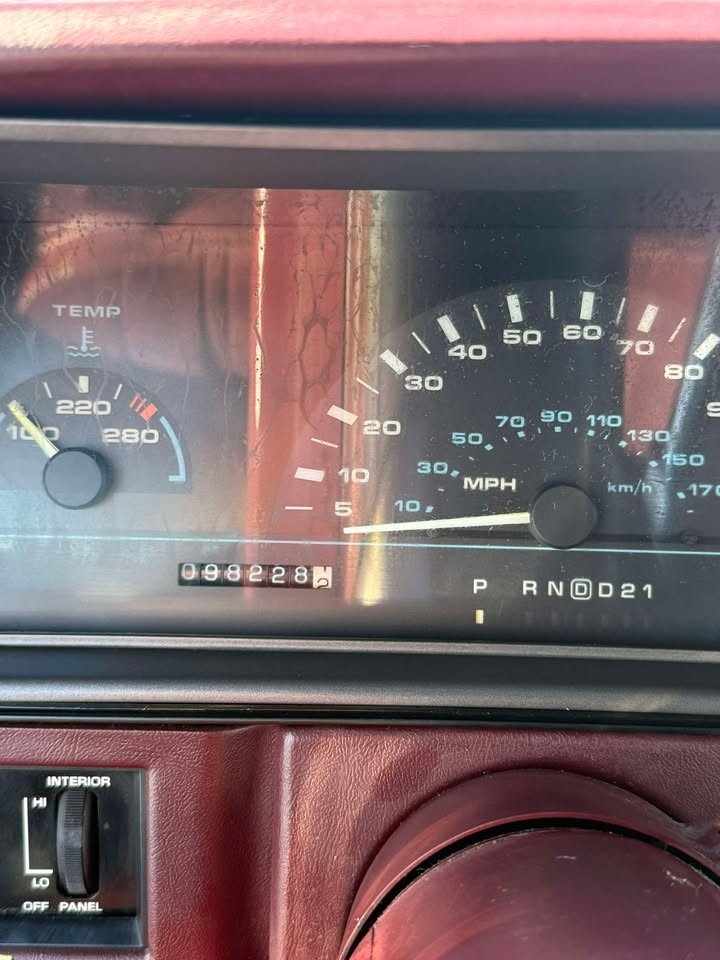 TEMP
100 220 280
5 10 20 30 40 50 60 70 80
10 30 50 70 90 110 130 150 170
MPH
km/h
098228
P R N D D 2 1
INTERIOR
HI
LO
OFF PANEL